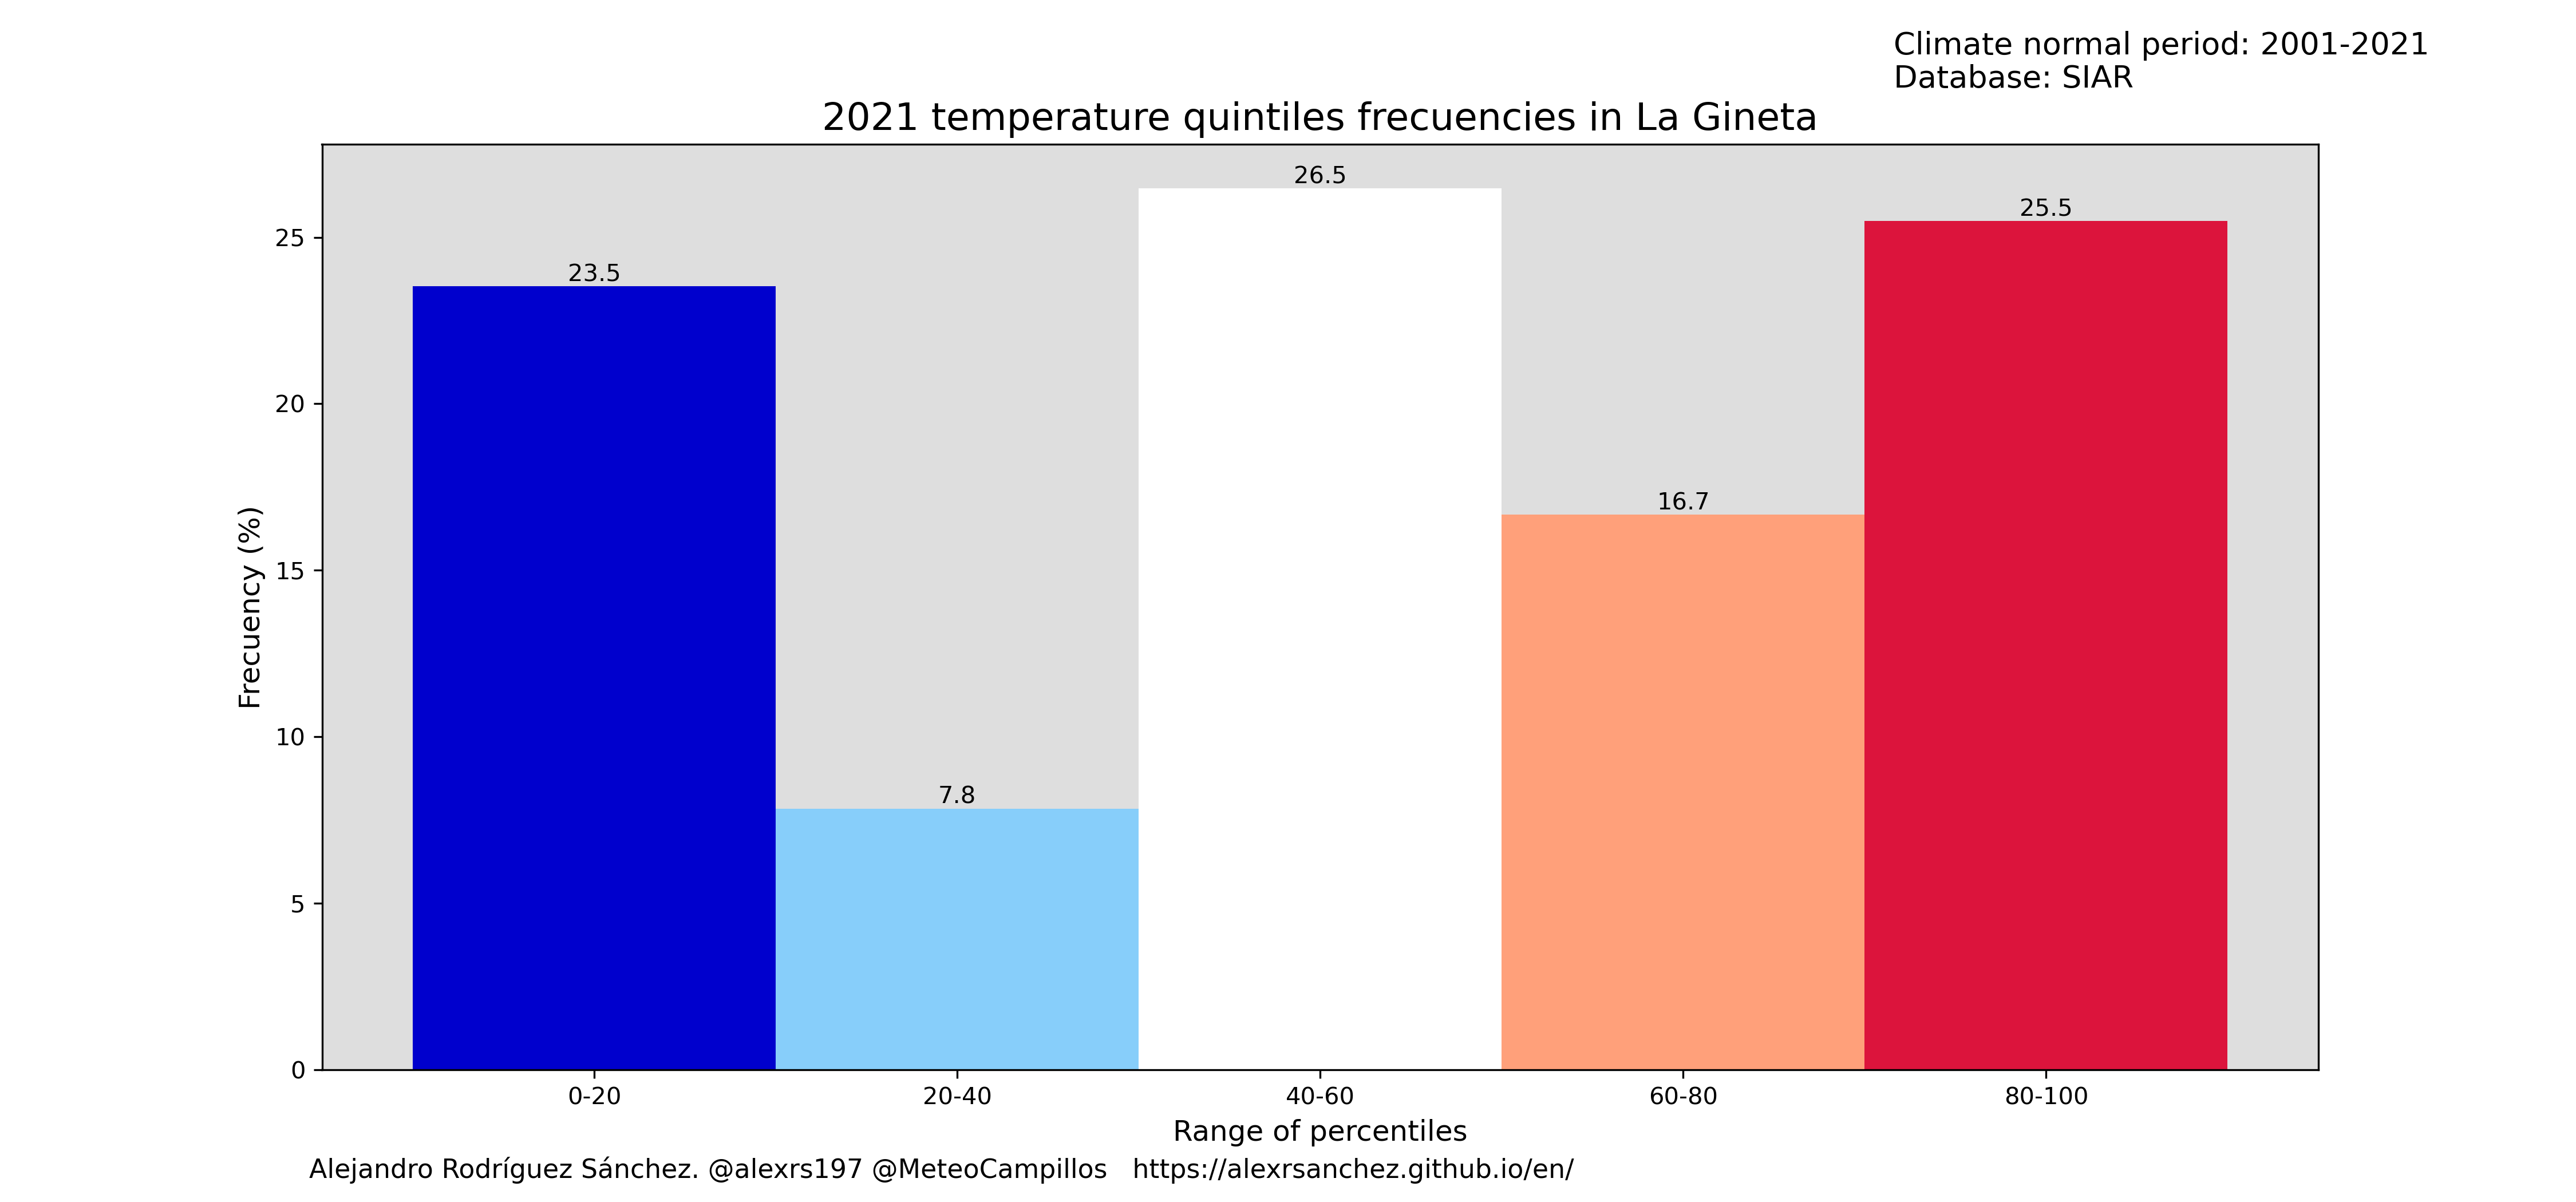 Climate normal period: 2001-2021
Database: SIAR
2021 temperature quintiles frecuencies in La Gineta
26.5
25.5
25
23.5
20
16.7
Frecuency (%)
15
10
7.8
5
0
0-20 20-40 40-60 60-80 80-100
Range of percentiles
Alejandro Rodríguez Sánchez. @alexrs197 @MeteoCampillos https://alexrsanchez.github.io/en/